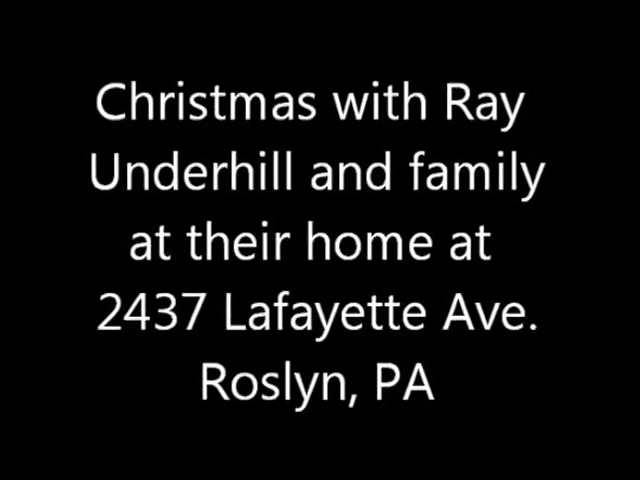 Christmas with Ray
Underhill and family
at their home at
2437 Lafayette Ave.
Roslyn, PA